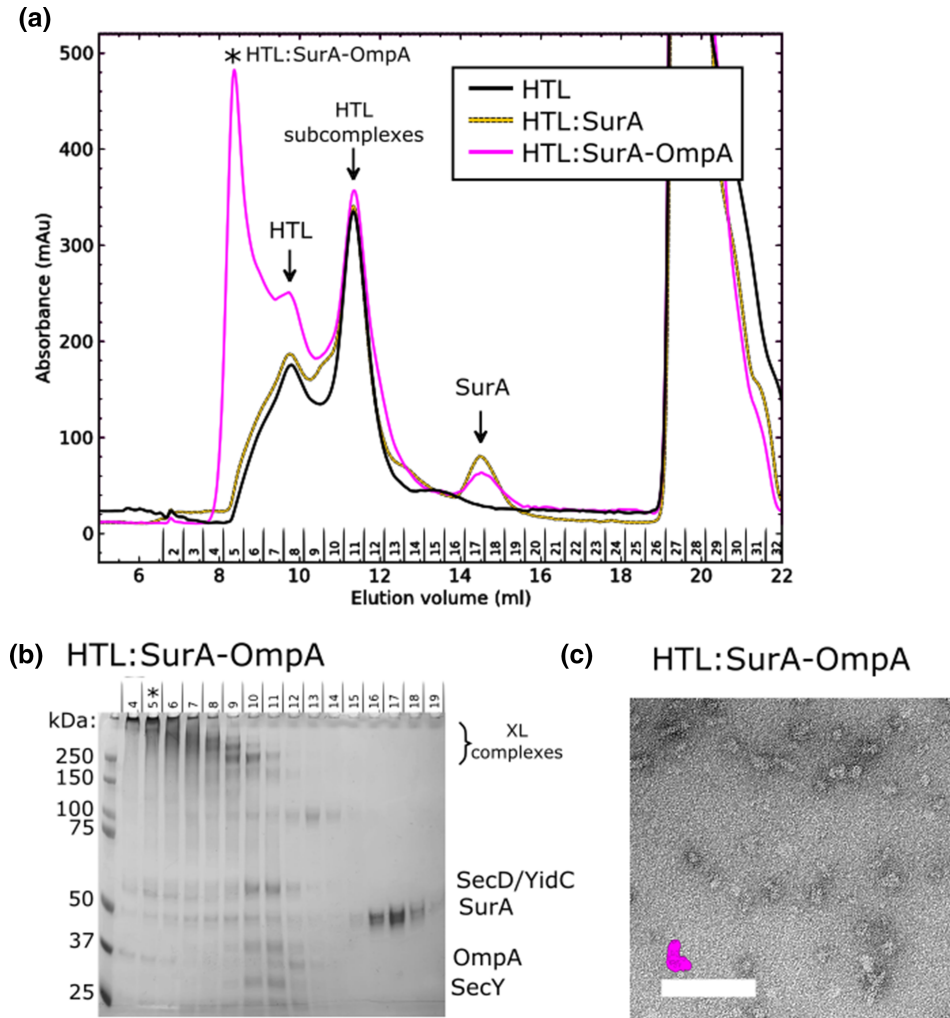 (a)
500
400
300
200
100
0
Absorbance (mAu)
* HTL:SurA-OmpA
HTL
subcomplexes
HTL
SurA
HTL
HTL:SurA
HTL:SurA-OmpA
2 3 4 5 6 7 8 9 10 11 12 13 14 15 16 17 18 19 20 21 22 23 24 25 26 27 28 29 30 31 32
6 8 10 12 14 16 18 20 22
Elution volume (ml)
(b) HTL:SurA-OmpA
4 5* 6 7 8 9 10 11 12 13 14 15 16 17 18 19
kDa:
250
150
100
75
50
37
25
XL
complexes
SecD/YidC
SurA
OmpA
SecY
(c) HTL:SurA-OmpA